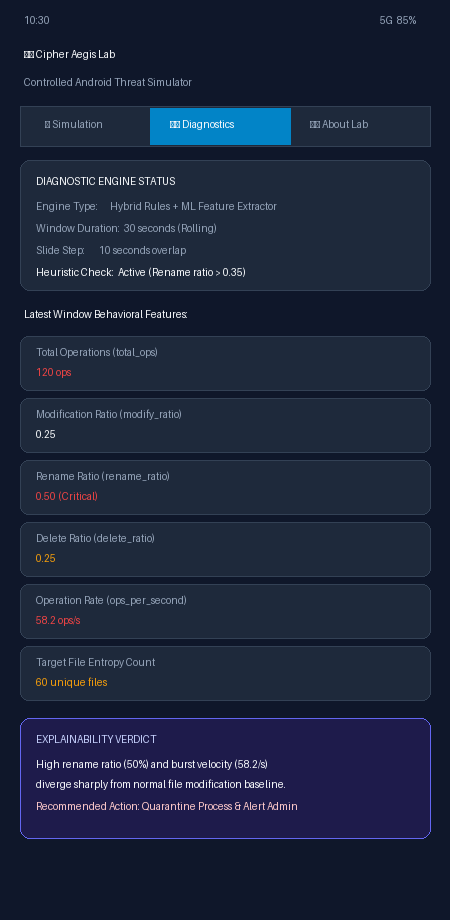 10:30 5G 85%
Cipher Aegis Lab
Controlled Android Threat Simulator
Simulation Diagnostics About Lab
DIAGNOSTIC ENGINE STATUS
Engine Type: Hybrid Rules + ML Feature Extractor
Window Duration: 30 seconds (Rolling)
Slide Step: 10 seconds overlap
Heuristic Check: Active (Rename ratio > 0.35)
Latest Window Behavioral Features:
Total Operations (total_ops)
120 ops
Modification Ratio (modify_ratio)
0.25
Rename Ratio (rename_ratio)
0.50 (Critical)
Delete Ratio (delete_ratio)
0.25
Operation Rate (ops_per_second)
58.2 ops/s
Target File Entropy Count
60 unique files
EXPLAINABILITY VERDICT
High rename ratio (50%) and burst velocity (58.2/s)
diverge sharply from normal file modification baseline.
Recommended Action: Quarantine Process & Alert Admin